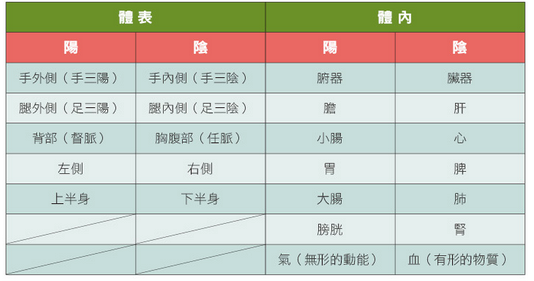 體表 體內
陽 陰 陽 陰
手外側（手三陽） 手內側（手三陰） 腑器 臟器
腿外側（足三陽） 腿內側（足三陰） 膽 肝
背部（督脈） 胸腹部（任脈） 小腸 心
左側 右側 胃 脾
上半身 下半身 大腸 肺
膀胱 腎
氣（無形的動能） 血（有形的物質）